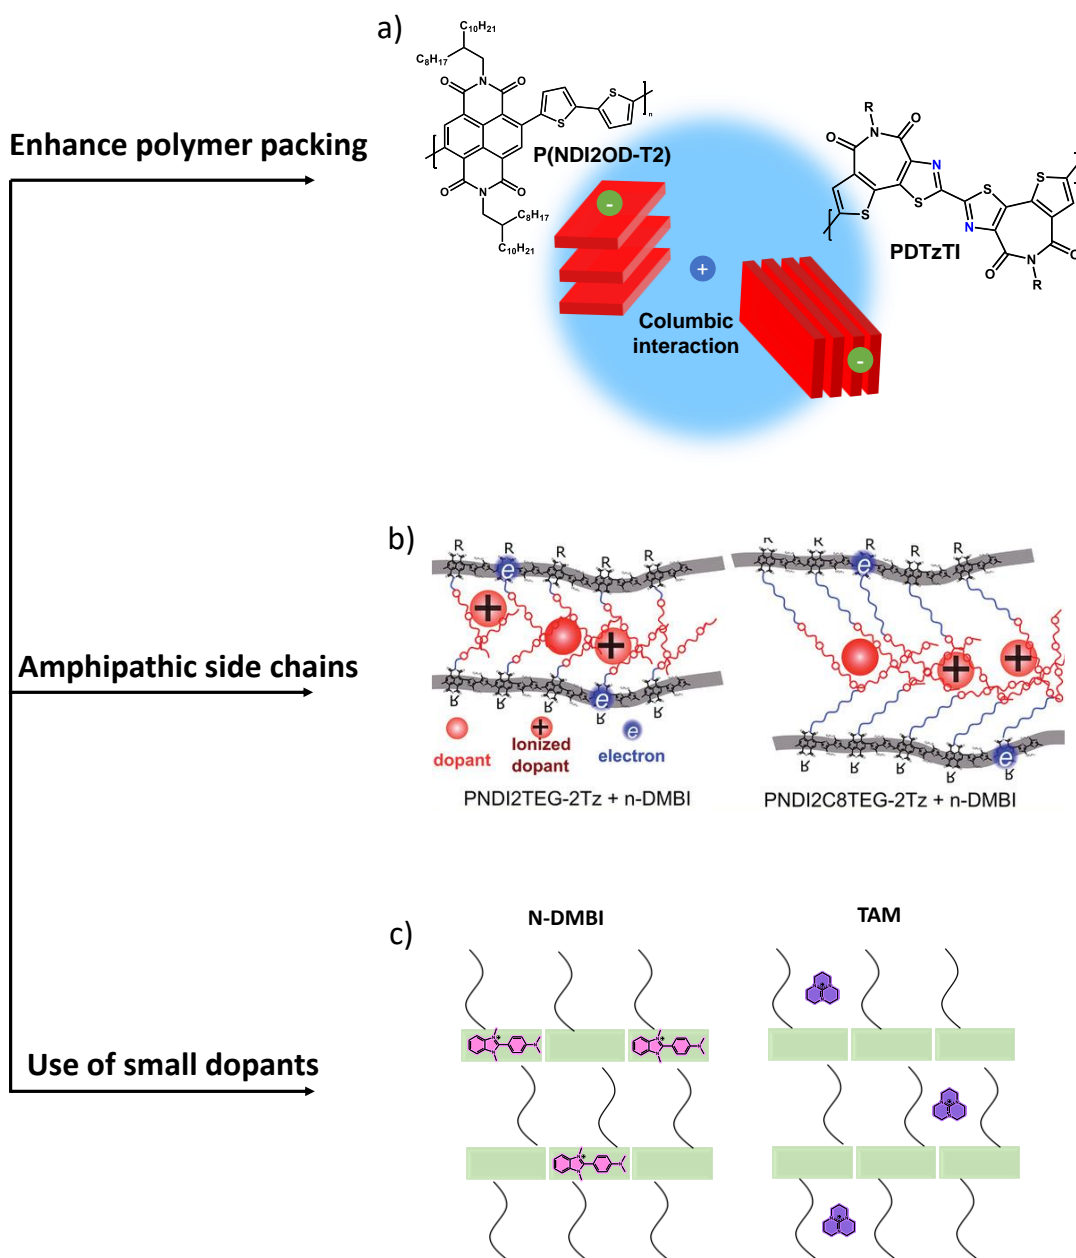 a)
C10H21
C8H17
O
N
O
S
S
n
O
N
O
C8H17
C10H21
Enhance polymer packing
P(NDI2OD-T2)
R
O
N
O
N
S
S
S
N
S
O
N
O
R
PDTzTI
-
+
Columbic
interaction
-
b)
R R R R R
e
R R R R R
e
+
+
+
+
Amphipathic side chains
R R R R R
e
R R R R R
e
+
e
dopant
Ionized
dopant
electron
PNDI2TEG-2Tz + n-DMBI
PNDI2C8TEG-2Tz + n-DMBI
c)
N-DMBI
TAM
Use of small dopants